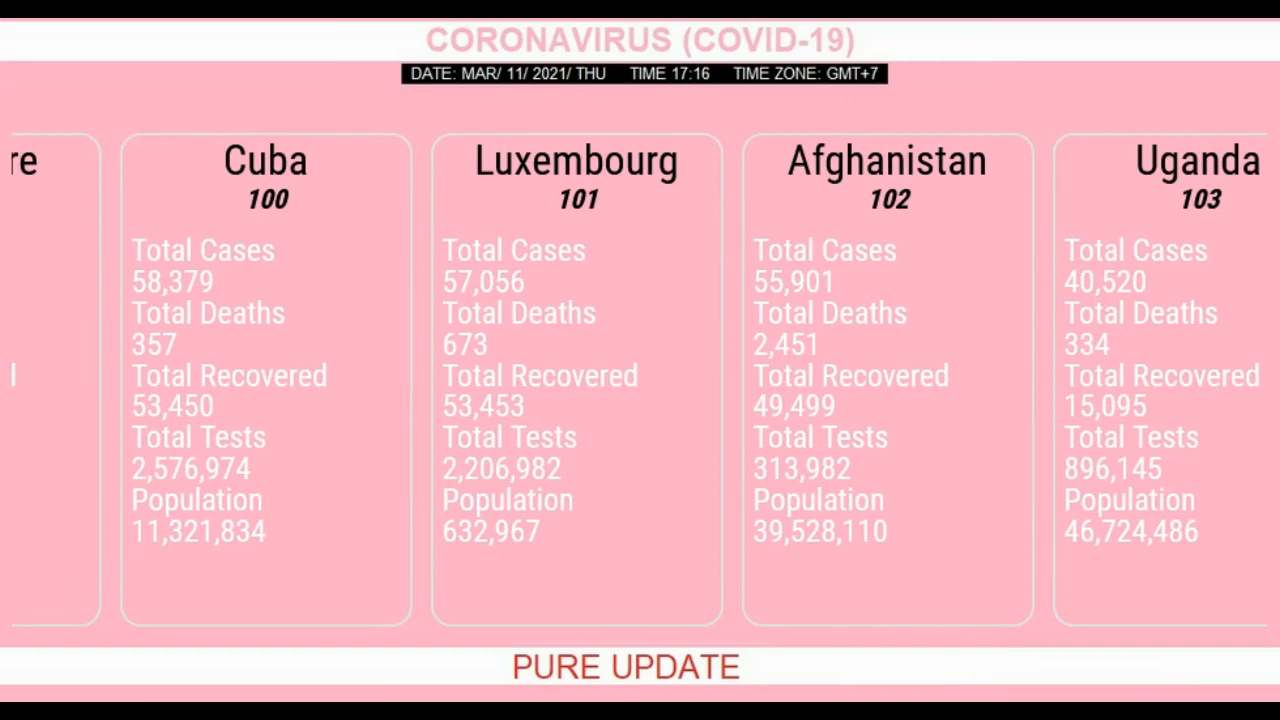 CORONAVIRUS (COVID-19)
DATE: MAR/ 11/ 2021/ THU TIME 17:16 TIME ZONE: GMT+7
re
Cuba
100
Total Cases
58,379
Total Deaths
357
Total Recovered
53,450
Total Tests
2,576,974
Population
11,321,834
Luxembourg
101
Total Cases
57,056
Total Deaths
673
Total Recovered
53,453
Total Tests
2,206,982
Population
632,967
Afghanistan
102
Total Cases
55,901
Total Deaths
2,451
Total Recovered
49,499
Total Tests
313,982
Population
39,528,110
Uganda
103
Total Cases
40,520
Total Deaths
334
Total Recovered
15,095
Total Tests
896,145
Population
46,724,486
PURE UPDATE